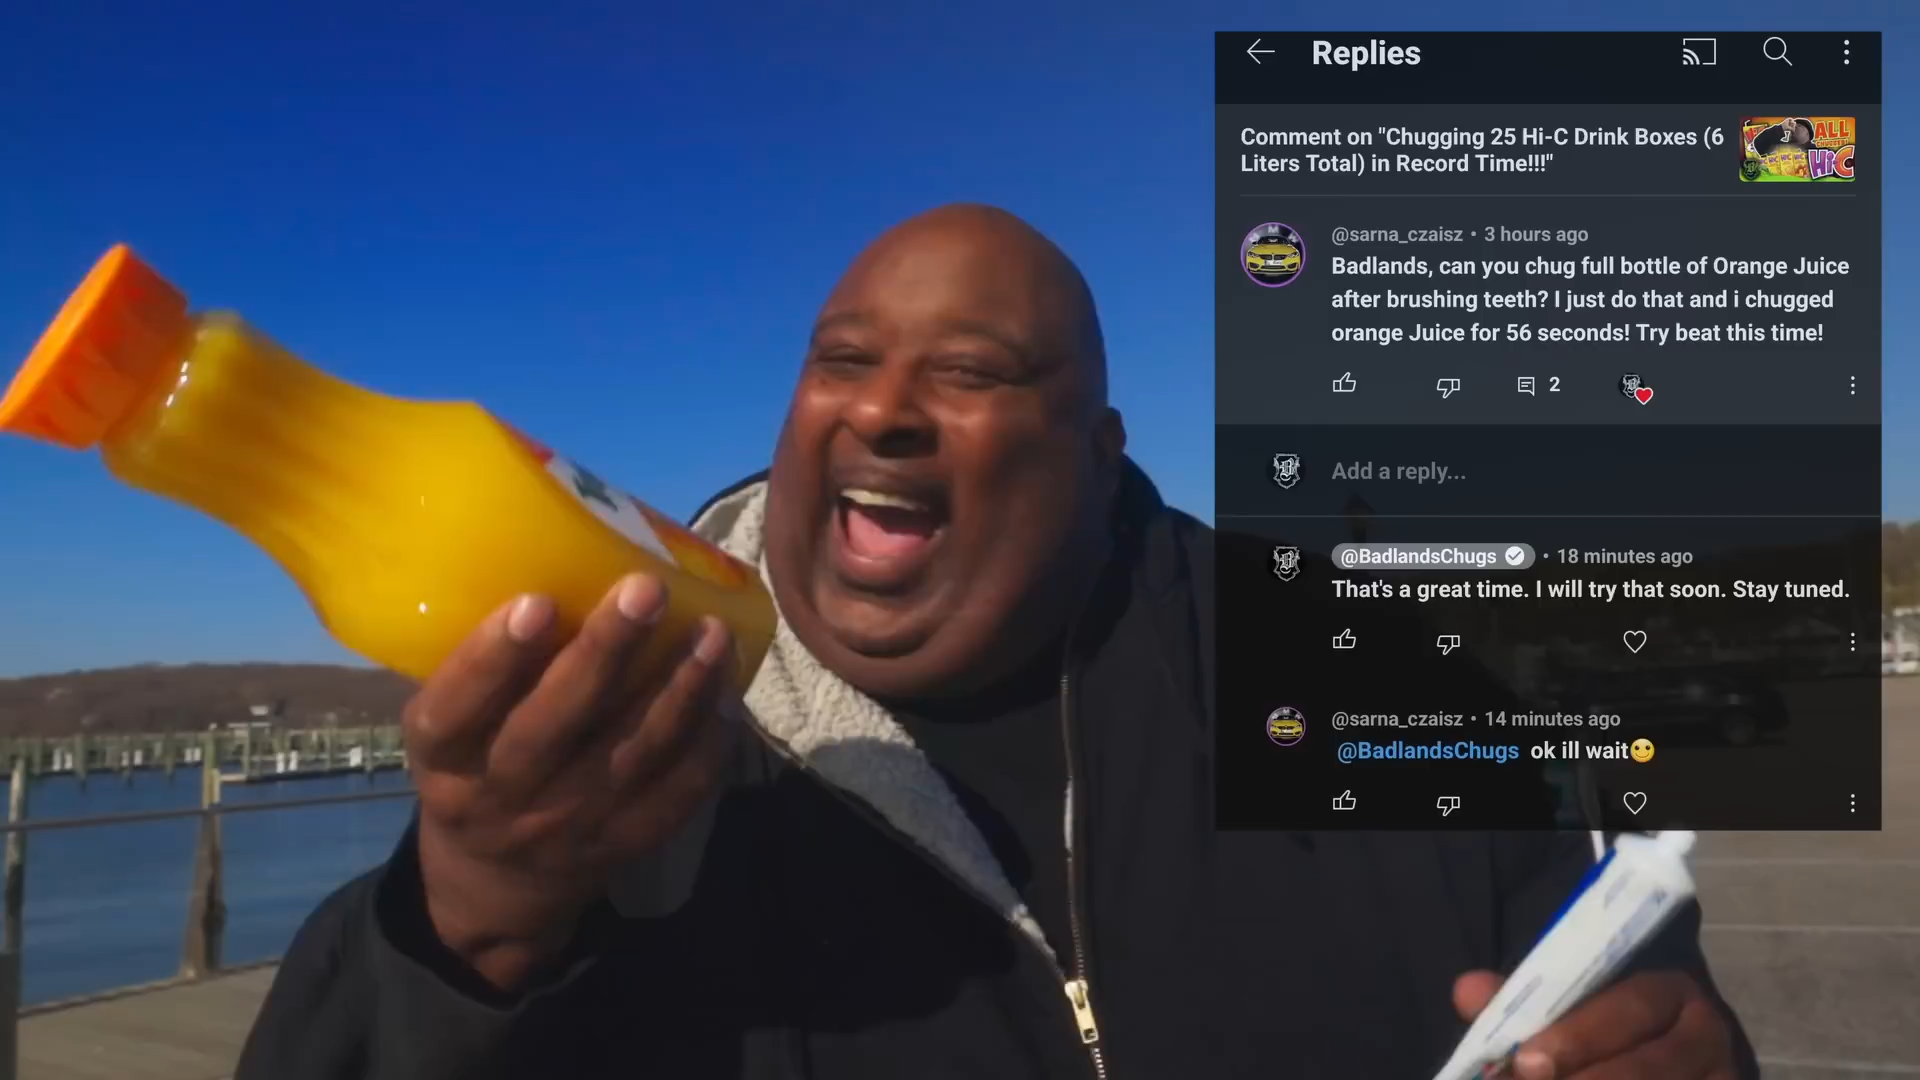 Replies
Comment on "Chugging 25 Hi-C Drink Boxes (6
Liters Total) in Record Time!!!"
ALL
Hi-C
@sarna_czaisz • 3 hours ago
Badlands, can you chug full bottle of Orange Juice
after brushing teeth? I just do that and i chugged
orange Juice for 56 seconds! Try beat this time!
2
Add a reply...
@BadlandsChugs • 18 minutes ago
That's a great time. I will try that soon. Stay tuned.
@sarna_czaisz • 14 minutes ago
@BadlandsChugs ok ill wait🙂